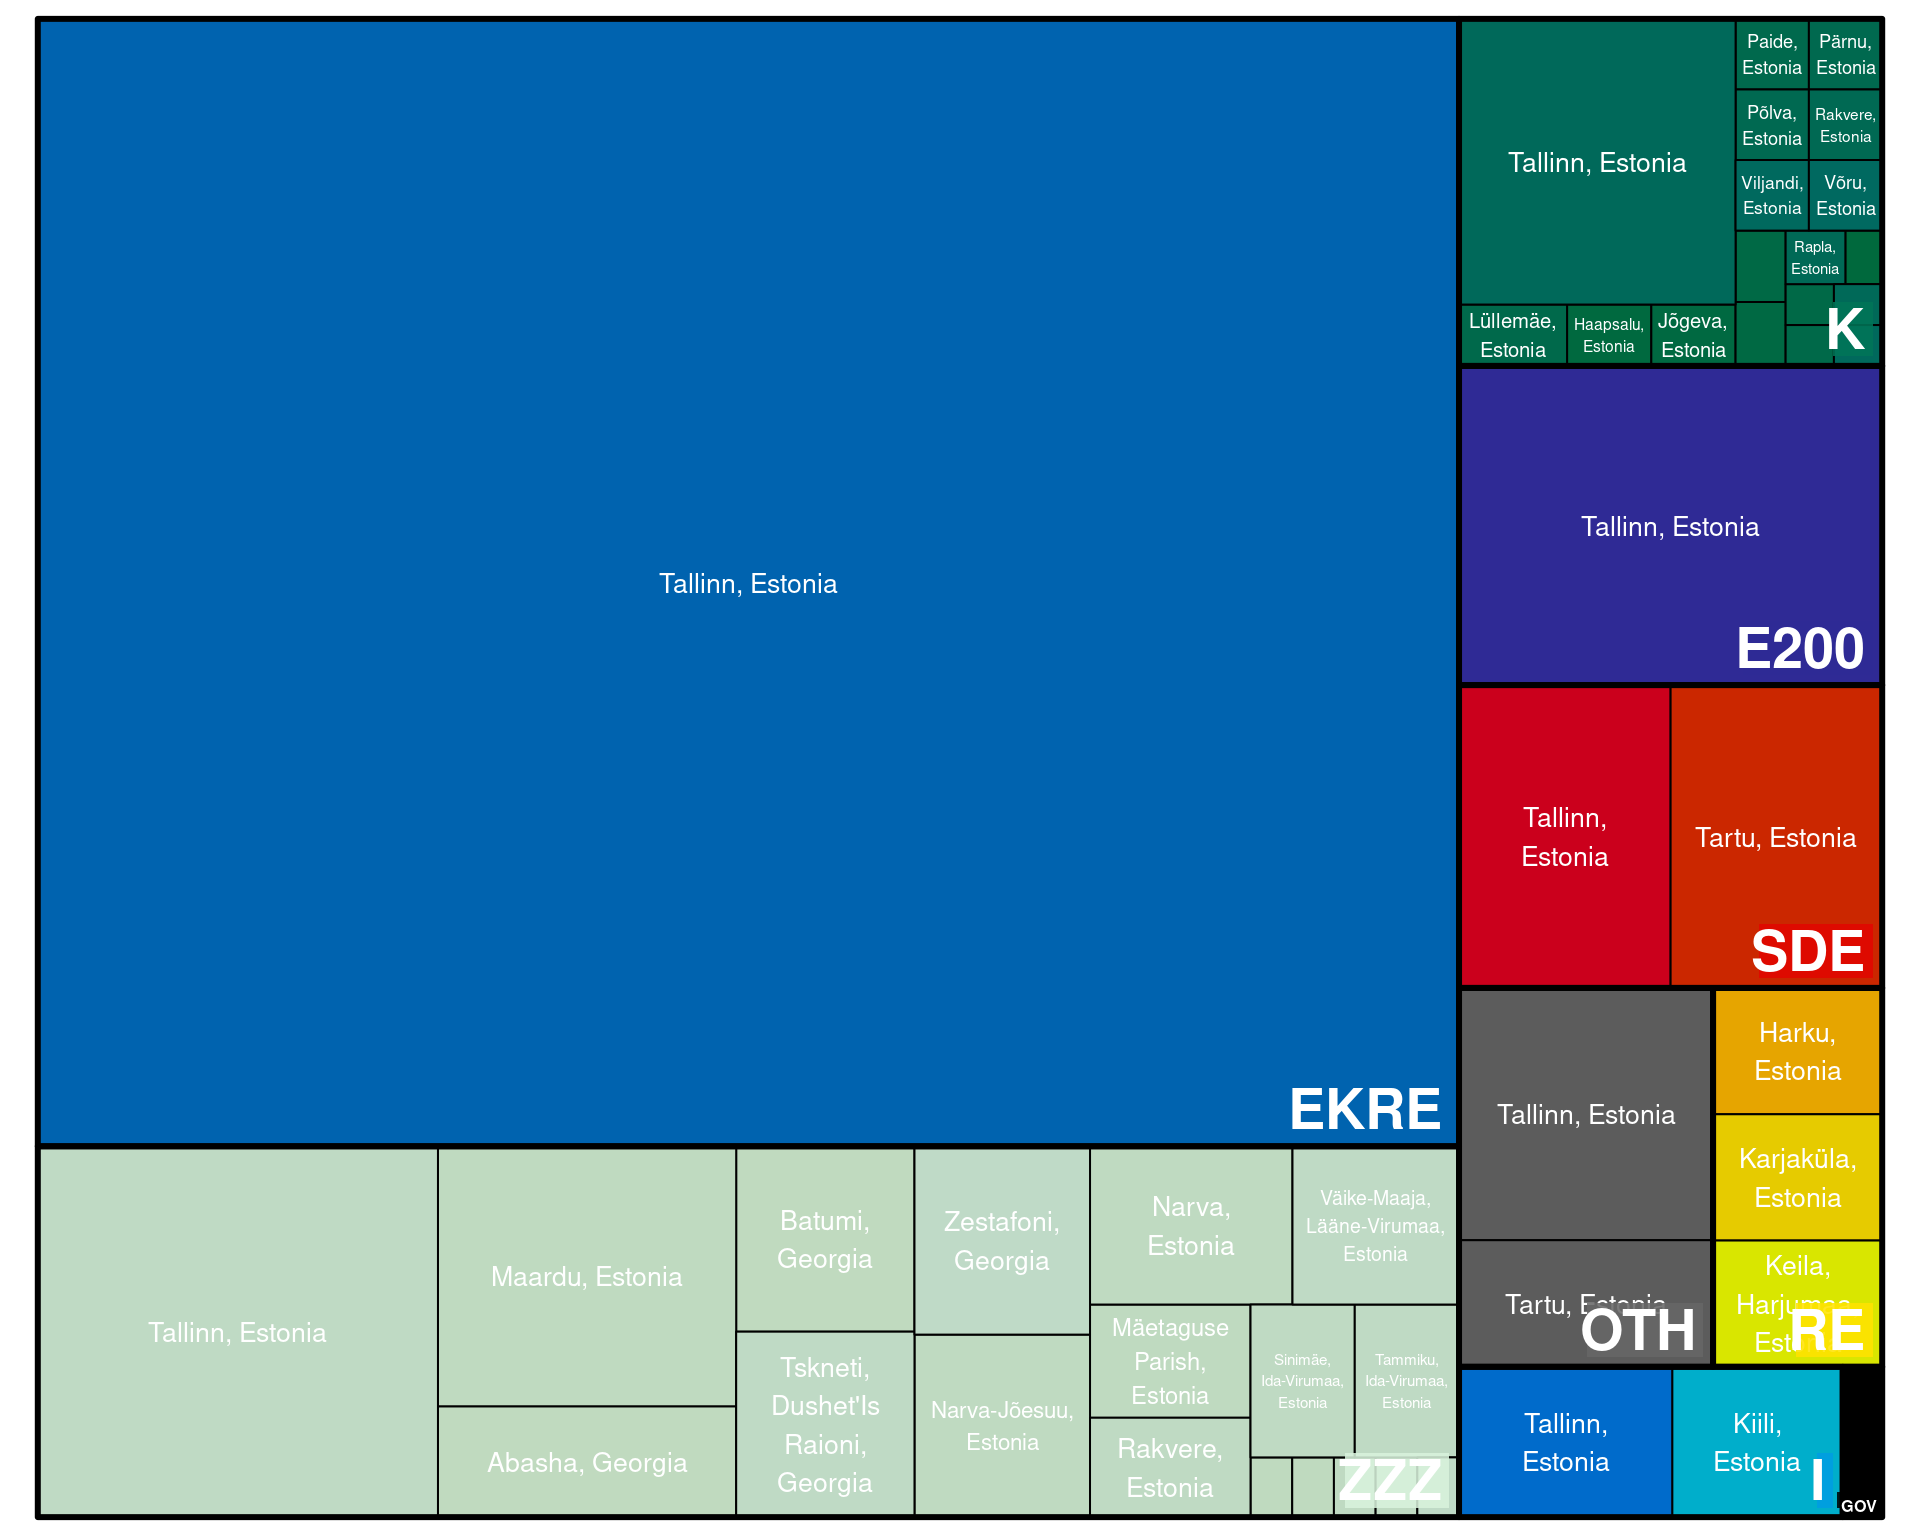 Tallinn, Estonia
EKRE
Tallinn, Estonia
Maardu, Estonia
Abasha, Georgia
Batumi,
Georgia
Tskneti,
Dushet'Is
Raioni,
Georgia
Zestafoni,
Georgia
Narva-Jõesuu,
Estonia
Narva,
Estonia
Väike-Maaja,
Lääne-Virumaa,
Estonia
Mäetaguse
Parish,
Estonia
Rakvere,
Estonia
Sinimäe,
Ida-Virumaa,
Estonia
Tammiku,
Ida-Virumaa,
Estonia
ZZZ
Tallinn, Estonia
Lüllemäe,
Estonia
Haapsalu,
Estonia
Jõgeva,
Estonia
Paide,
Estonia
Pärnu,
Estonia
Põlva,
Estonia
Rakvere,
Estonia
Viljandi,
Estonia
Võru,
Estonia
Rapla,
Estonia
K
Tallinn, Estonia
E200
Tallinn,
Estonia
Tartu, Estonia
SDE
Tallinn, Estonia
Tartu, Estonia
OTH
Harku,
Estonia
Karjaküla,
Estonia
Keila,
Harjumaa,
Estonia
RE
Tallinn,
Estonia
Kiili,
Estonia
I
GOV